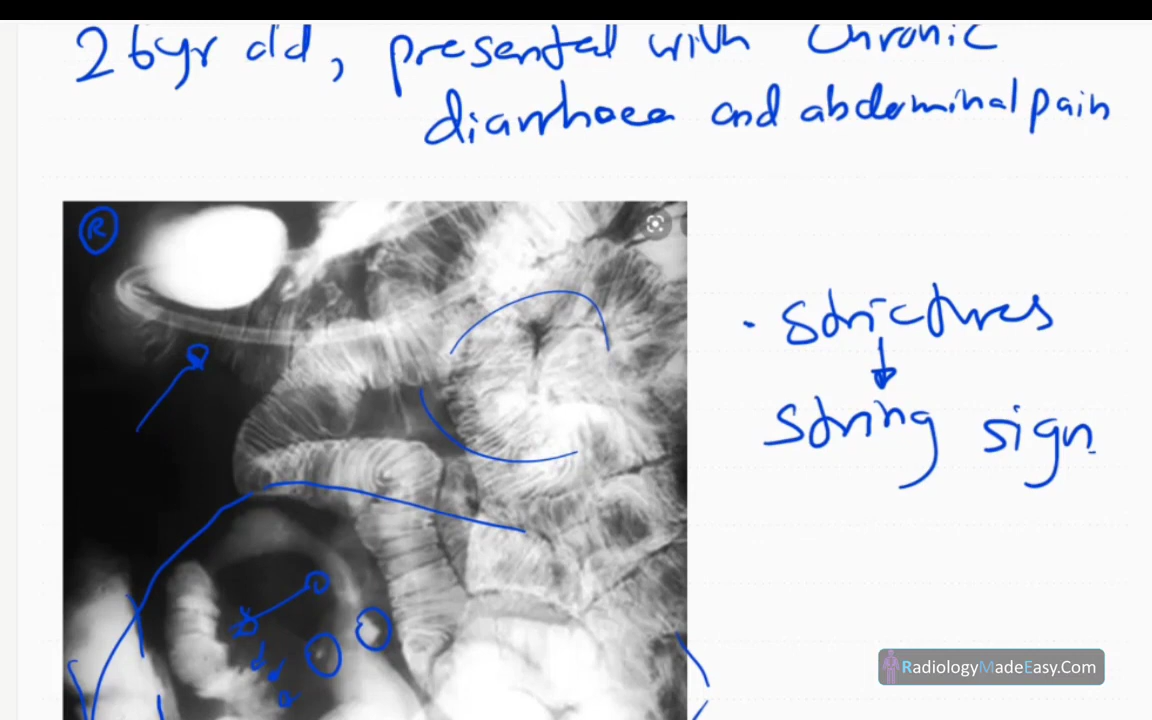 26yr old, presented with Chronic
diarrhoea and abdominal pain
R
• strictures
string sign
RadiologyMadeEasy.Com